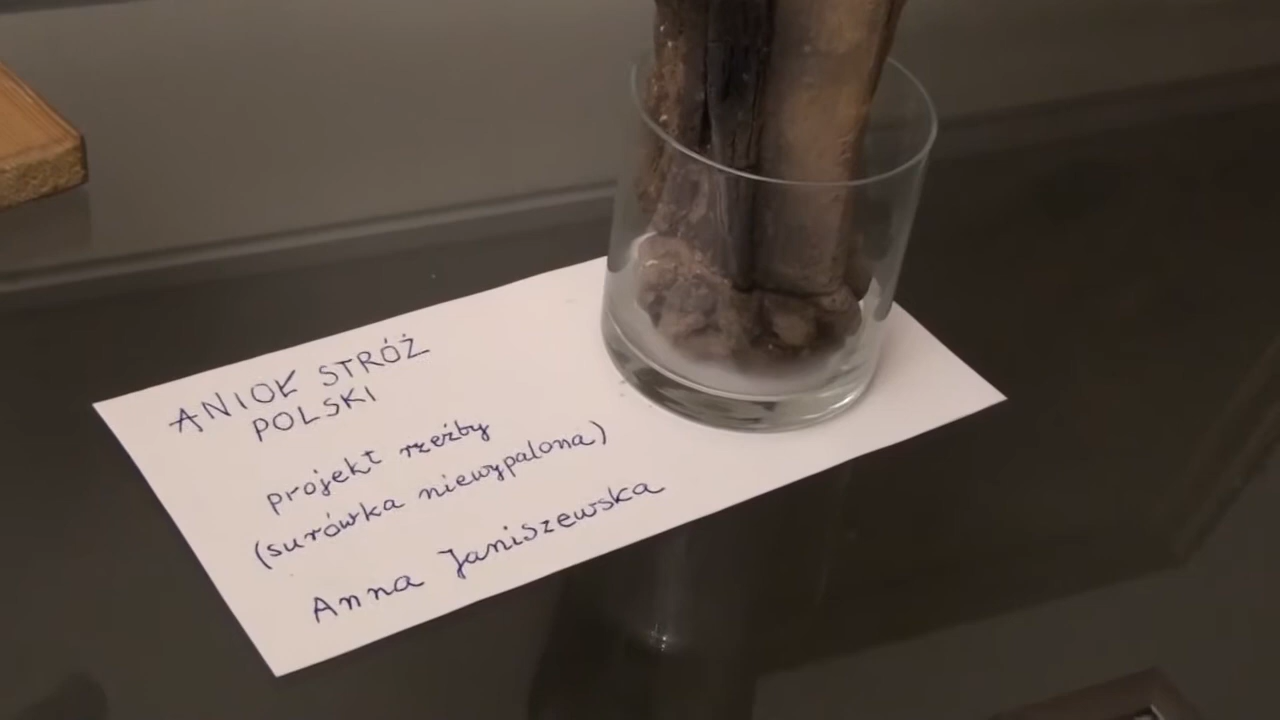 ANIOŁ STRÓŻ
POLSKI
projekt rzeźby
(surówka niewypalona)
Anna Janiszewska